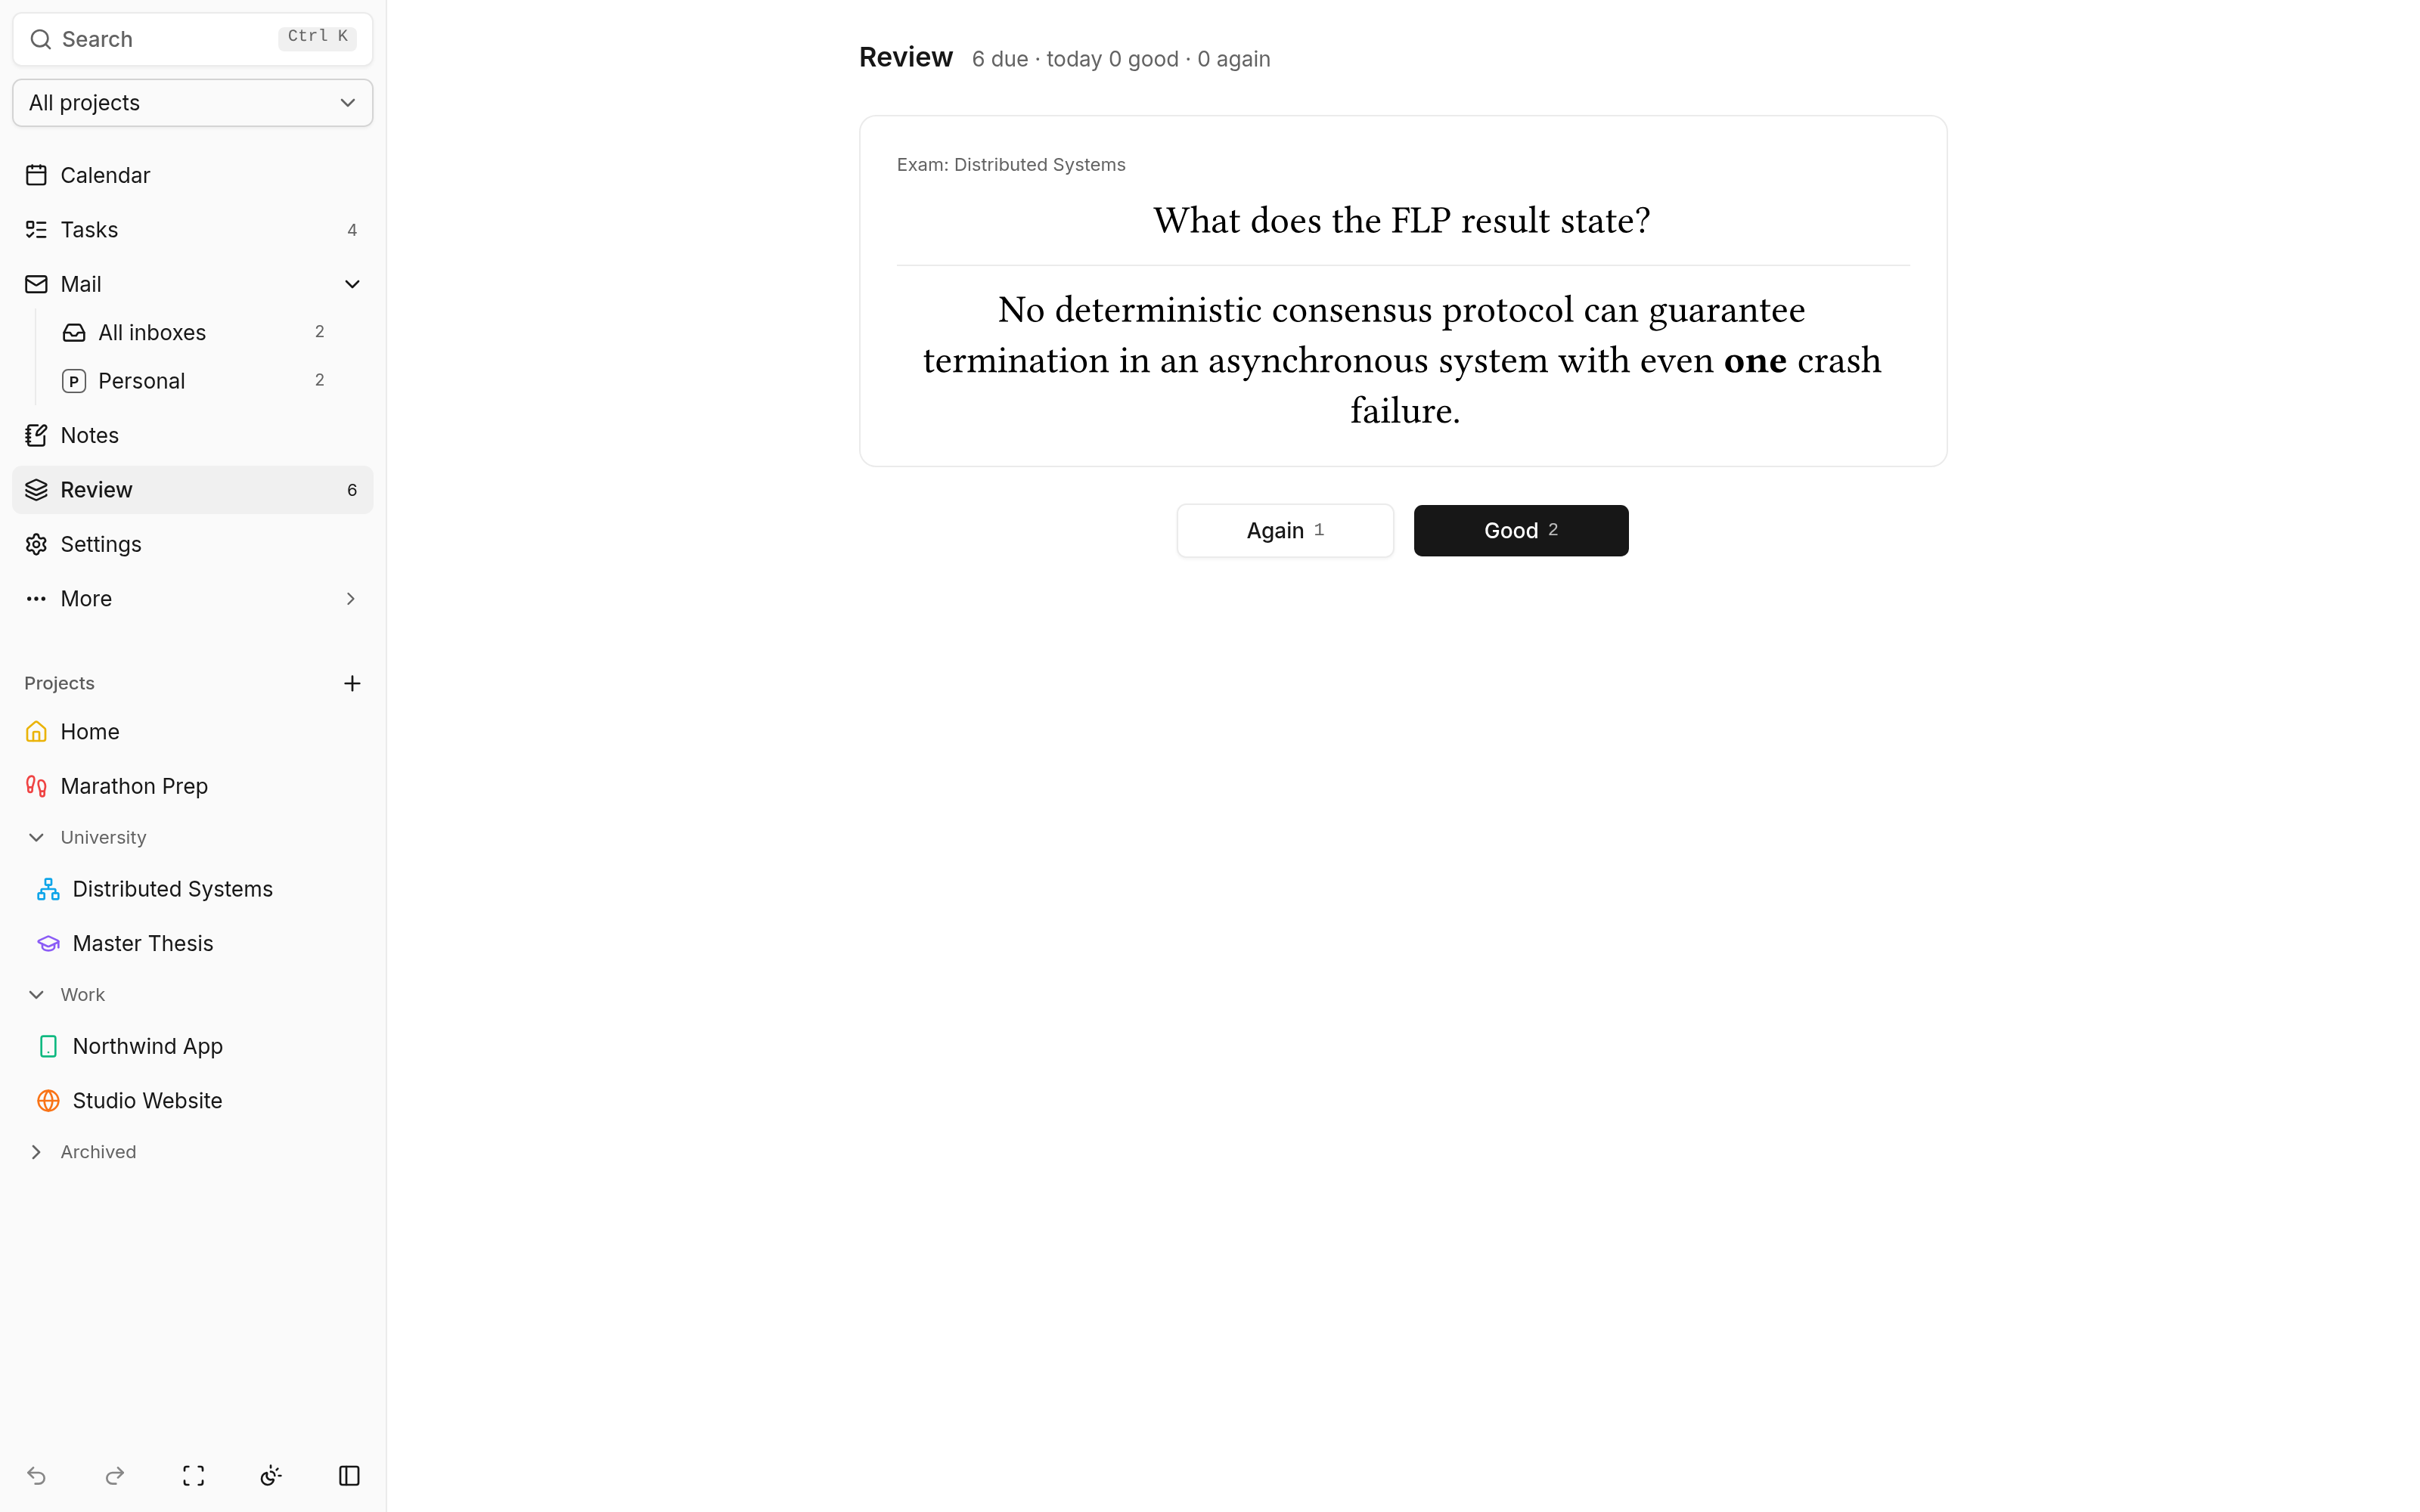 Search Ctrl K
All projects
Calendar
Tasks 4
Mail
All inboxes 2
P Personal 2
Notes
Review 6
Settings
More
Projects
Home
Marathon Prep
University
Distributed Systems
Master Thesis
Work
Northwind App
Studio Website
Archived
Review 6 due · today 0 good · 0 again
Exam: Distributed Systems
What does the FLP result state?
No deterministic consensus protocol can guarantee
termination in an asynchronous system with even one crash
failure.
Again 1 Good 2